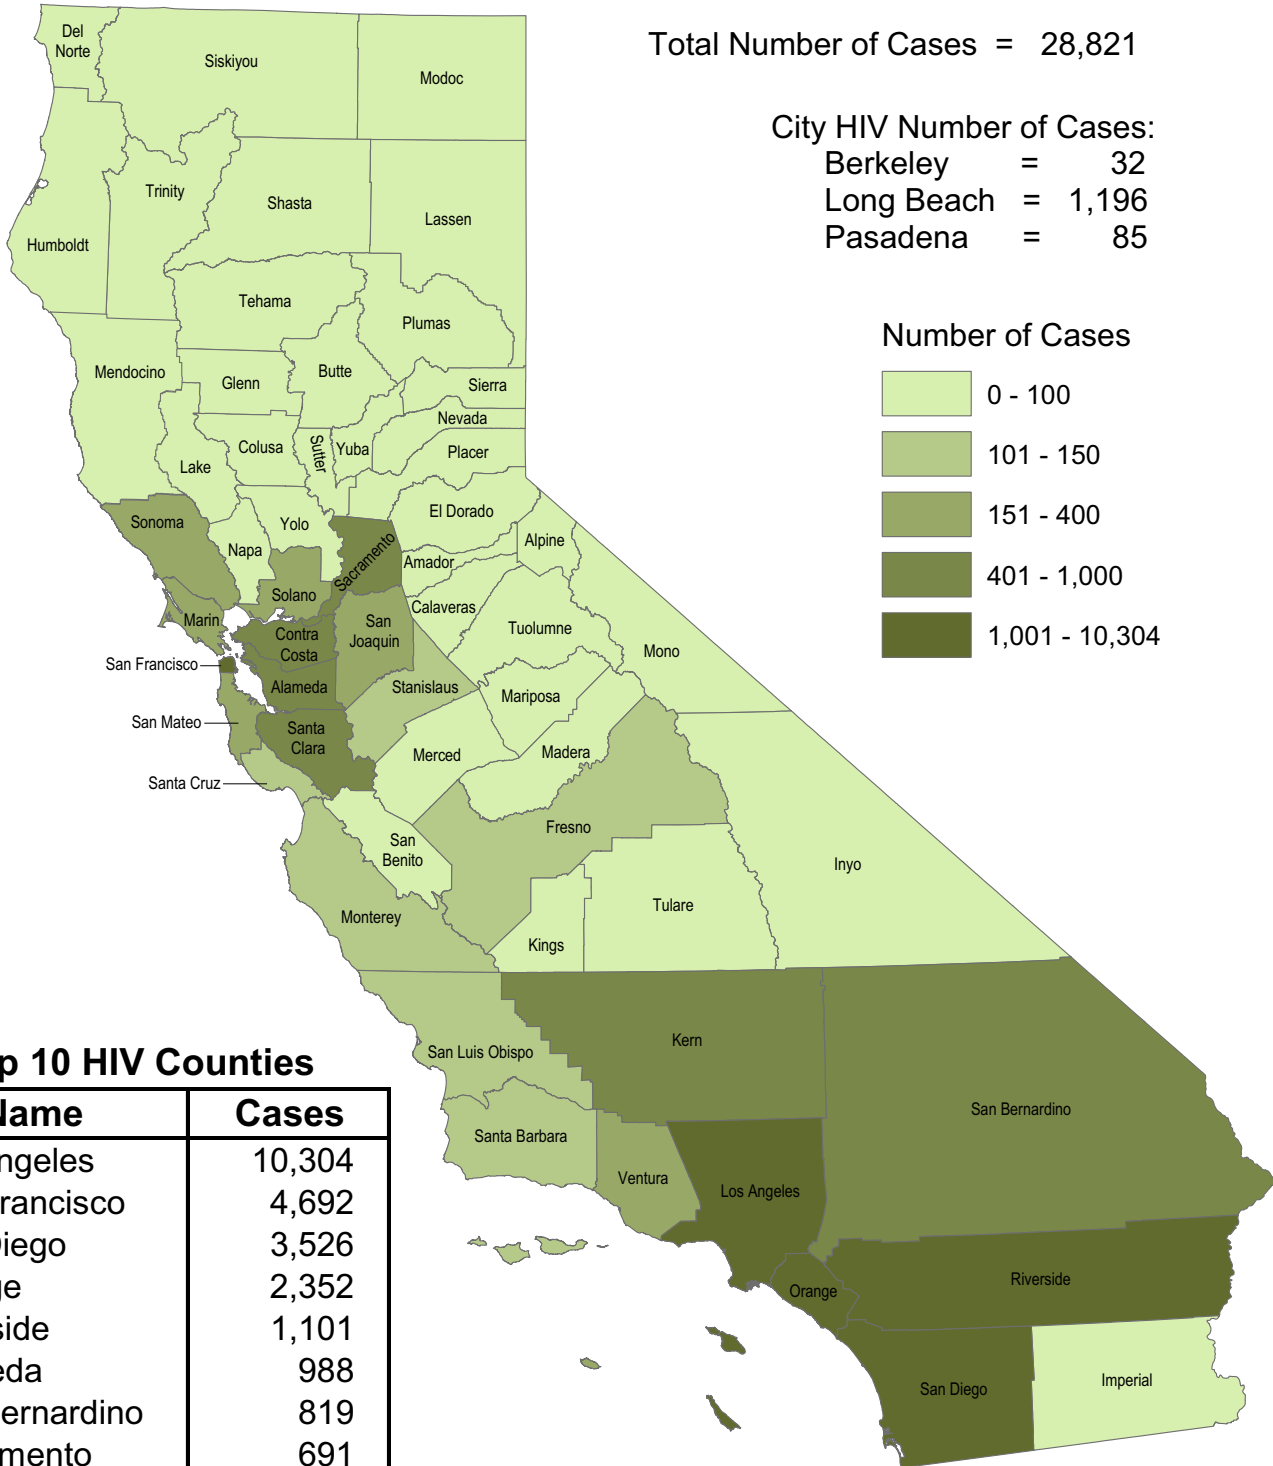 Total Number of Cases = 28,821
City HIV Number of Cases:
Berkeley = 32
Long Beach = 1,196
Pasadena = 85
Number of Cases
0 - 100
101 - 150
151 - 400
401 - 1,000
1,001 - 10,304
Del
Norte
Siskiyou
Modoc
Trinity
Shasta
Lassen
Humboldt
Tehama
Plumas
Mendocino
Glenn
Butte
Sierra
Nevada
Colusa
Sutter
Yuba
Placer
Lake
El Dorado
Sonoma
Yolo
Napa
Sacramento
Alpine
Amador
Solano
Calaveras
Marin
San
Joaquin
Tuolumne
Contra
Costa
Mono
San Francisco
Alameda
Stanislaus
Mariposa
San Mateo
Santa
Clara
Merced
Madera
Santa Cruz
Fresno
San
Benito
Inyo
Monterey
Tulare
Kings
Kern
San Luis Obispo
San Bernardino
Santa Barbara
Ventura
Los Angeles
Riverside
Orange
San Diego
Imperial
p 10 HIV Counties
Name Cases
ngeles 10,304
rancisco 4,692
Diego 3,526
ge 2,352
side 1,101
eda 988
ernardino 819
mento 691